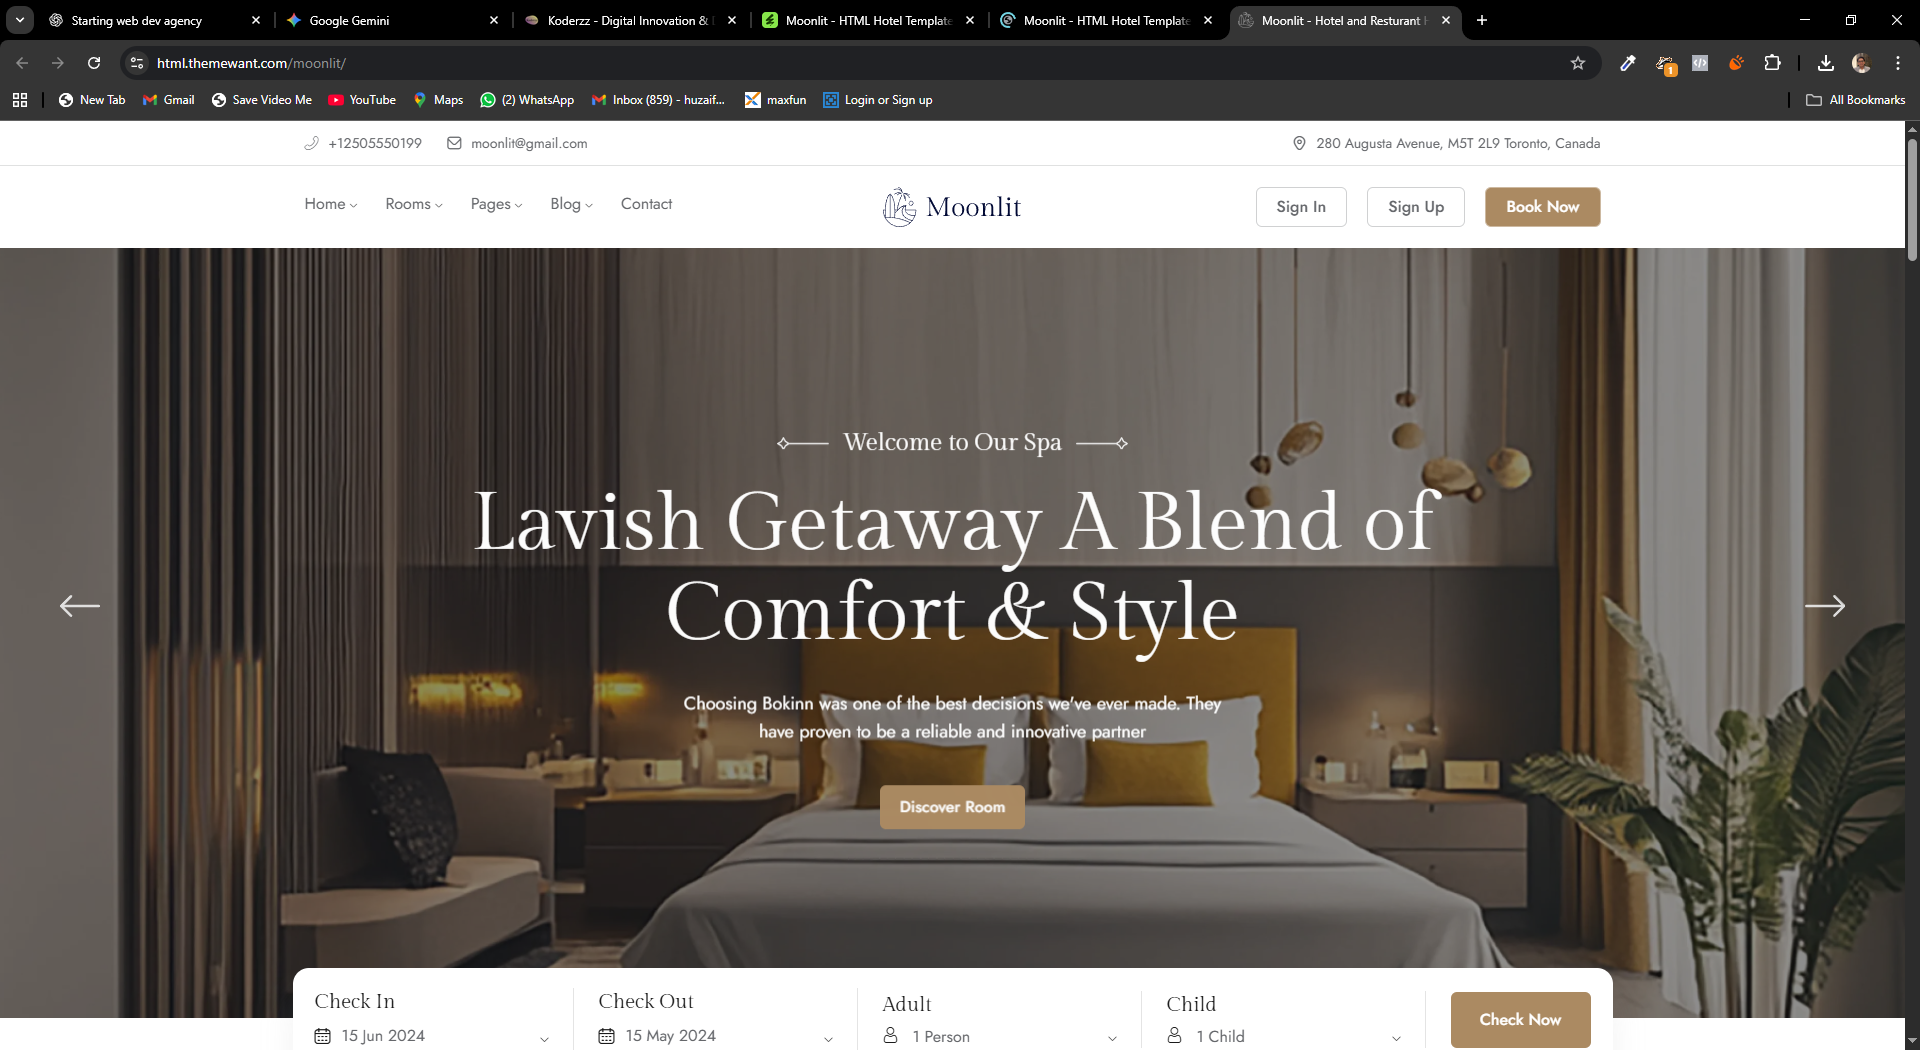 Starting web dev agency
Google Gemini
Koderzz - Digital Innovation &
Moonlit - HTML Hotel Template
Moonlit - HTML Hotel Template
Moonlit - Hotel and Resturant
html.themewant.com/moonlit/
1
New Tab
Gmail
Save Video Me
YouTube
Maps
(2) WhatsApp
Inbox (859) - huzaif...
maxfun
Login or Sign up
All Bookmarks
+12505550199
moonlit@gmail.com
280 Augusta Avenue, M5T 2L9 Toronto, Canada
Home
Rooms
Pages
Blog
Contact
Moonlit
Sign In
Sign Up
Book Now
Welcome to Our Spa
Lavish Getaway A Blend of
Comfort & Style
Choosing Bokinn was one of the best decisions we've ever made. They
have proven to be a reliable and innovative partner
Discover Room
Check In
15 Jun 2024
Check Out
15 May 2024
Adult
1 Person
Child
1 Child
Check Now